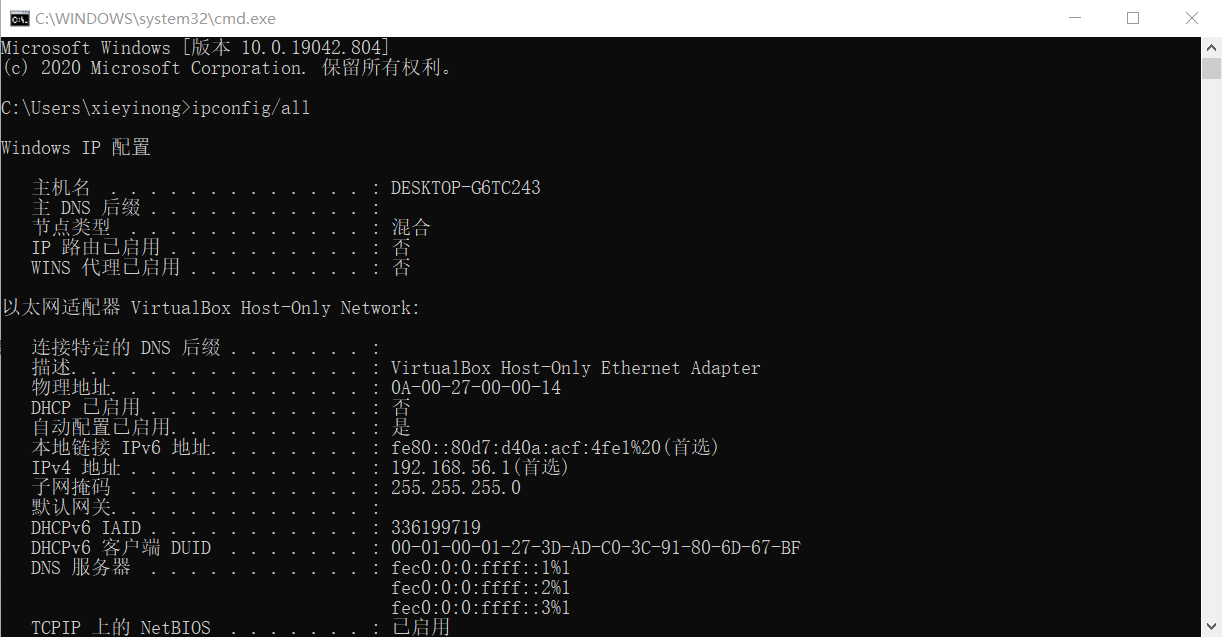 C:\WINDOWS\system32\cmd.exe
Microsoft Windows [版本 10.0.19042.804]
(c) 2020 Microsoft Corporation. 保留所有权利。
C:\Users\xieyinong>ipconfig/all
Windows IP 配置
主机名 . . . . . . . . . . . . . : DESKTOP-G6TC243
主 DNS 后缀 . . . . . . . . . . . :
节点类型 . . . . . . . . . . . . : 混合
IP 路由已启用 . . . . . . . . . . : 否
WINS 代理已启用 . . . . . . . . . : 否
以太网适配器 VirtualBox Host-Only Network:
连接特定的 DNS 后缀 . . . . . . . :
描述. . . . . . . . . . . . . . . : VirtualBox Host-Only Ethernet Adapter
物理地址. . . . . . . . . . . . . : 0A-00-27-00-00-14
DHCP 已启用 . . . . . . . . . . . : 否
自动配置已启用. . . . . . . . . . : 是
本地链接 IPv6 地址. . . . . . . . : fe80::80d7:d40a:acf:4fe1%20(首选)
IPv4 地址 . . . . . . . . . . . . : 192.168.56.1(首选)
子网掩码 . . . . . . . . . . . . : 255.255.255.0
默认网关. . . . . . . . . . . . . :
DHCPv6 IAID . . . . . . . . . . . : 336199719
DHCPv6 客户端 DUID . . . . . . . : 00-01-00-01-27-3D-AD-C0-3C-91-80-6D-67-BF
DNS 服务器 . . . . . . . . . . . : fec0:0:0:ffff::1%1
fec0:0:0:ffff::2%1
fec0:0:0:ffff::3%1
TCPIP 上的 NetBIOS . . . . . . . : 已启用